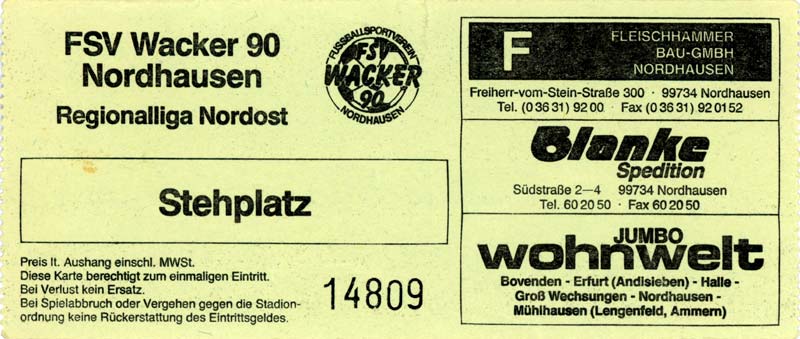 FSV Wacker 90
Nordhausen
Regionalliga Nordost
FUSSBALLSPORTVEREIN
FSV
WACKER
90
NORDHAUSEN
Stehplatz
Preis lt. Aushang einschl. MWSt.
Diese Karte berechtigt zum einmaligen Eintritt.
Bei Verlust kein Ersatz.
Bei Spielabbruch oder Vergehen gegen die Stadion-
ordnung keine Rückerstattung des Eintrittsgeldes.
14809
F
FLEISCHHAMMER
BAU-GMBH
NORDHAUSEN
Freiherr-vom-Stein-Straße 300 · 99734 Nordhausen
Tel. (0 36 31) 92 00 · Fax (0 36 31) 92 01 52
Blanke
Spedition
Südstraße 2–4 99734 Nordhausen
Tel. 60 20 50 · Fax 60 20 50
JUMBO
wohnwelt
Bovenden - Erfurt (Andisleben) - Halle -
Groß Wechsungen - Nordhausen -
Mühlhausen (Lengenfeld, Ammern)